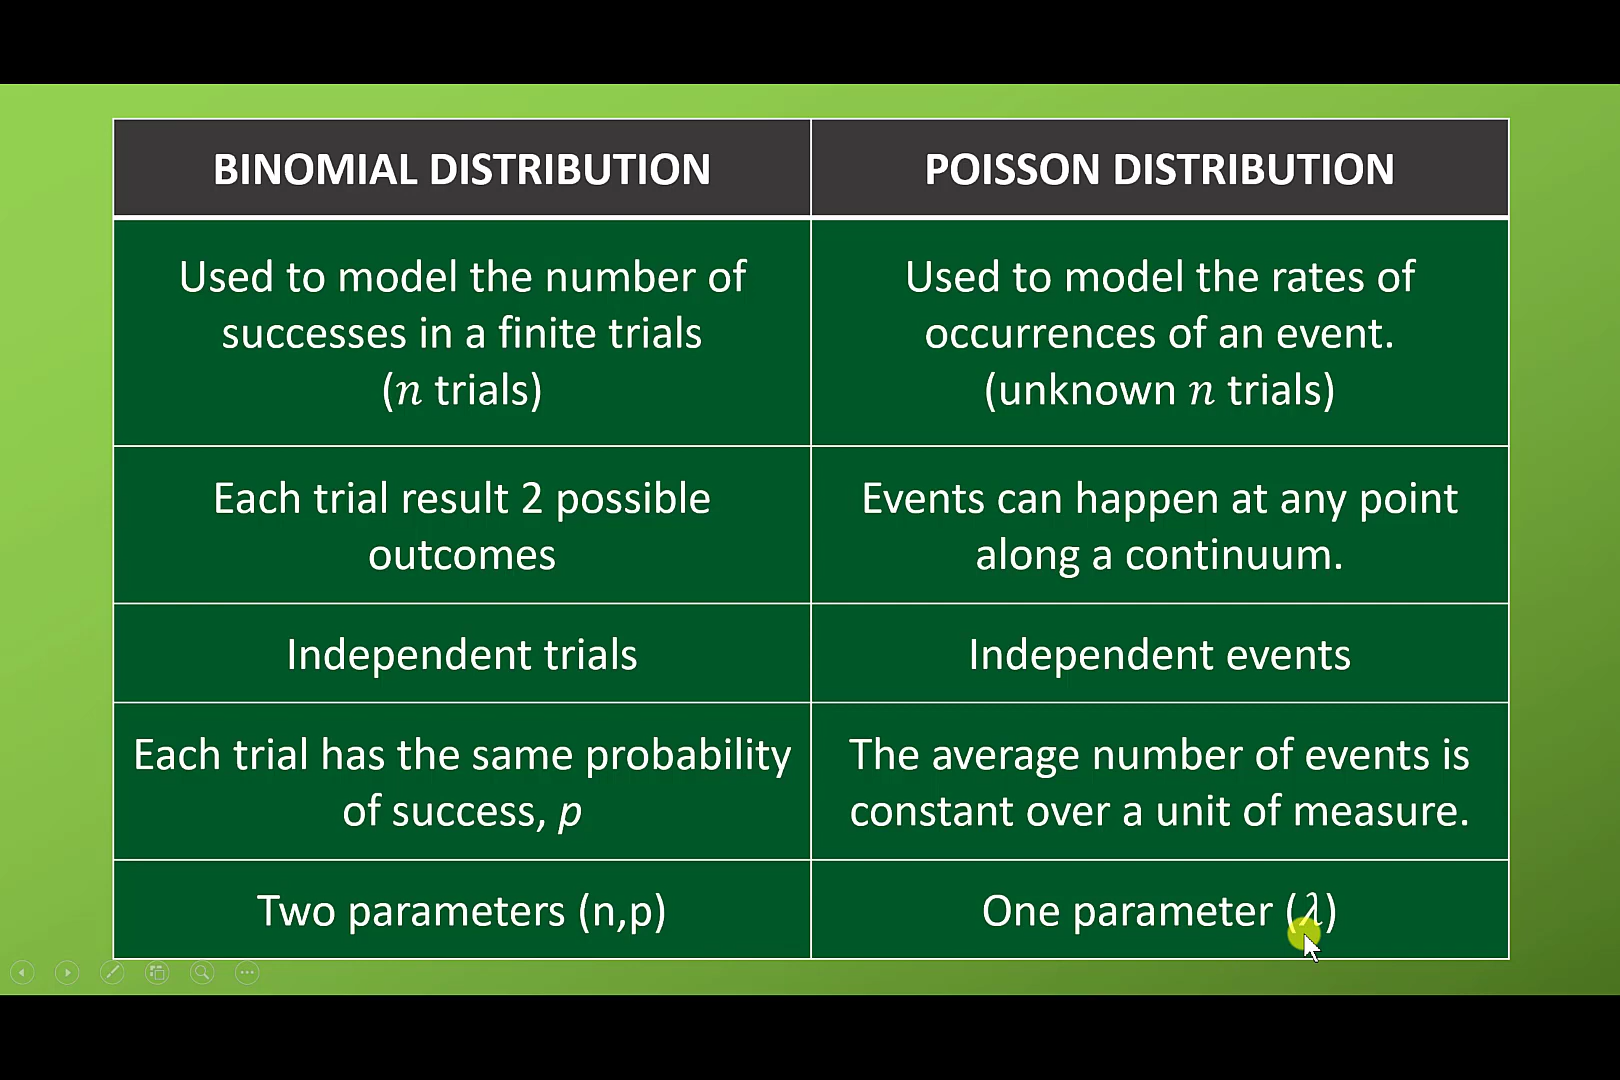 BINOMIAL DISTRIBUTION
POISSON DISTRIBUTION
Used to model the number of
successes in a finite trials
(n trials)
Used to model the rates of
occurrences of an event.
(unknown n trials)
Each trial result 2 possible
outcomes
Events can happen at any point
along a continuum.
Independent trials
Independent events
Each trial has the same probability
of success, p
The average number of events is
constant over a unit of measure.
Two parameters (n,p)
One parameter (λ)